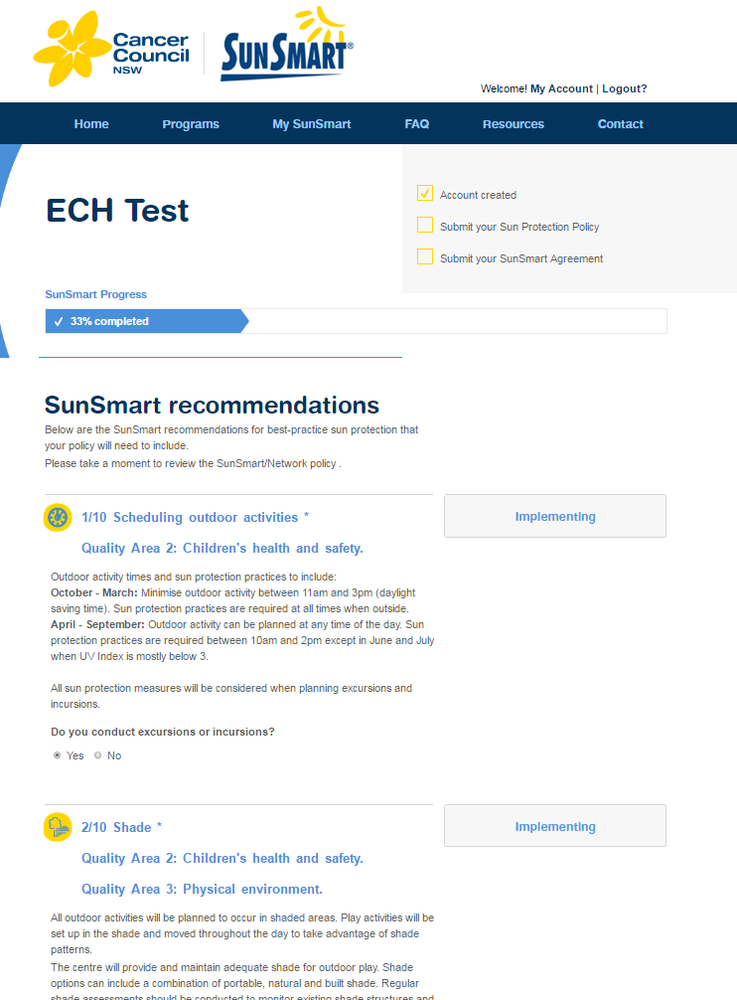 Cancer
Council
NSW
SUNSMART®
Welcome! My Account | Logout?
Home Programs My SunSmart FAQ Resources Contact
ECH Test
Account created
Submit your Sun Protection Policy
Submit your SunSmart Agreement
SunSmart Progress
33% completed
SunSmart recommendations
Below are the SunSmart recommendations for best-practice sun protection that
your policy will need to include.
Please take a moment to review the SunSmart/Network policy .
1/10 Scheduling outdoor activities *
Implementing
Quality Area 2: Children's health and safety.
Outdoor activity times and sun protection practices to include:
October - March: Minimise outdoor activity between 11am and 3pm (daylight
saving time). Sun protection practices are required at all times when outside.
April - September: Outdoor activity can be planned at any time of the day. Sun
protection practices are required between 10am and 2pm except in June and July
when UV Index is mostly below 3.
All sun protection measures will be considered when planning excursions and
incursions.
Do you conduct excursions or incursions?
Yes No
2/10 Shade *
Implementing
Quality Area 2: Children's health and safety.
Quality Area 3: Physical environment.
All outdoor activities will be planned to occur in shaded areas. Play activities will be
set up in the shade and moved throughout the day to take advantage of shade
patterns.
The centre will provide and maintain adequate shade for outdoor play. Shade
options can include a combination of portable, natural and built shade. Regular
shade assessments should be conducted to monitor existing shade structures and